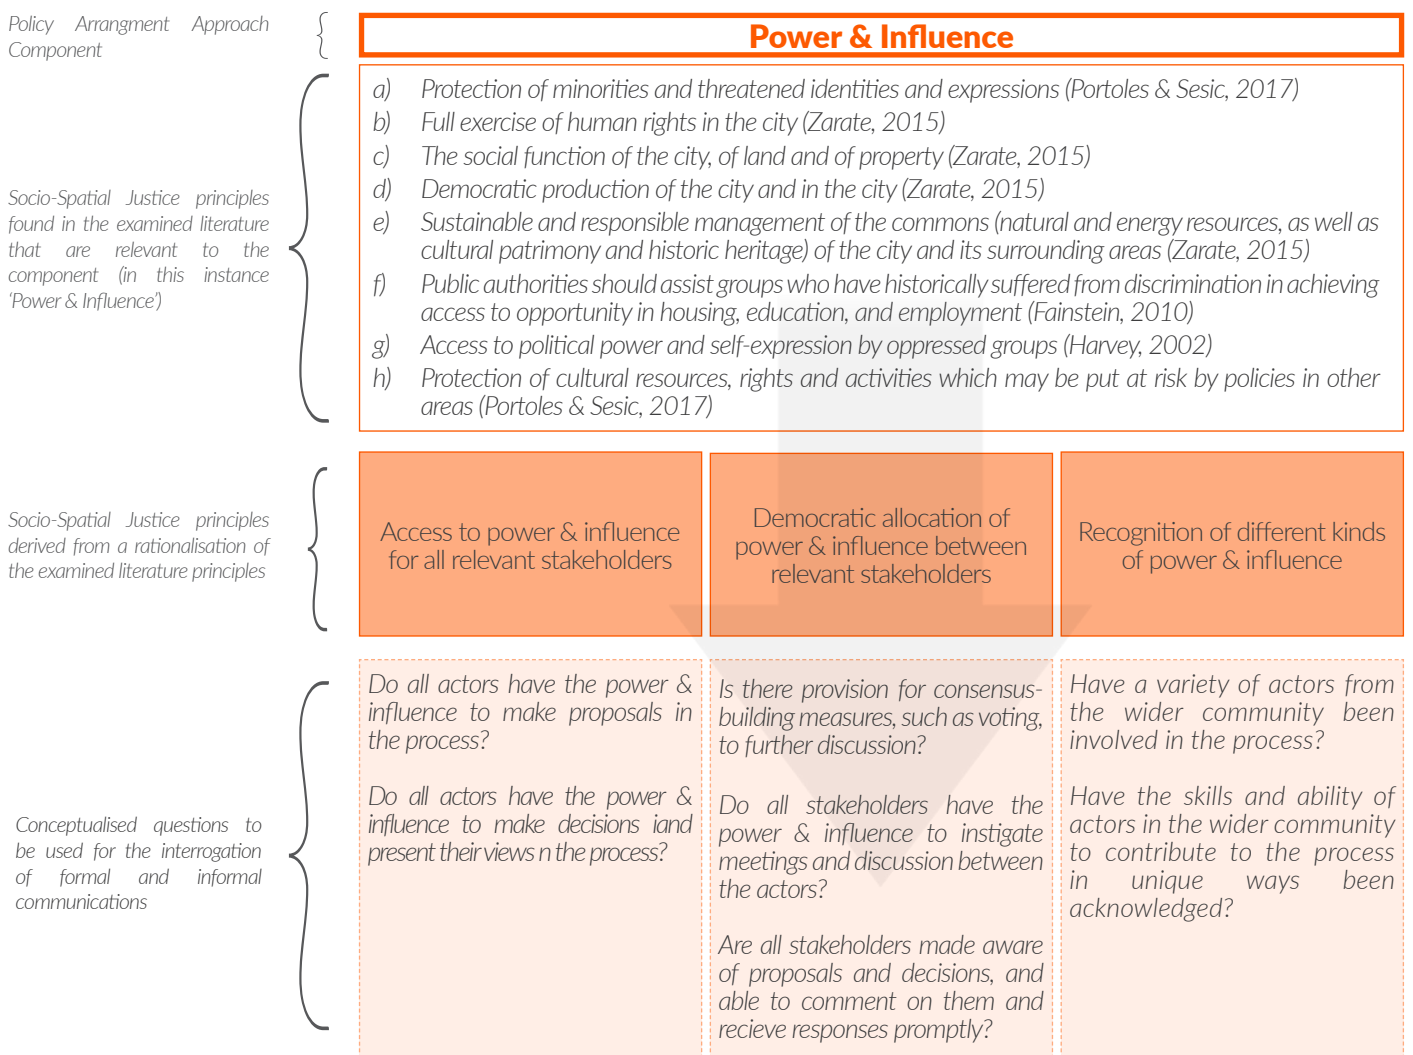 Policy Arrangment Approach
Component
Power & Influence
Socio-Spatial Justice principles
found in the examined literature
that are relevant to the
component (in this instance
‘Power & Influence’)
a) Protection of minorities and threatened identities and expressions (Portoles & Sesic, 2017)
b) Full exercise of human rights in the city (Zarate, 2015)
c) The social function of the city, of land and of property (Zarate, 2015)
d) Democratic production of the city and in the city (Zarate, 2015)
e) Sustainable and responsible management of the commons (natural and energy resources, as well as
cultural patrimony and historic heritage) of the city and its surrounding areas (Zarate, 2015)
f) Public authorities should assist groups who have historically suffered from discrimination in achieving
access to opportunity in housing, education, and employment (Fainstein, 2010)
g) Access to political power and self-expression by oppressed groups (Harvey, 2002)
h) Protection of cultural resources, rights and activities which may be put at risk by policies in other
areas (Portoles & Sesic, 2017)
Socio-Spatial Justice principles
derived from a rationalisation of
the examined literature principles
Access to power & influence
for all relevant stakeholders
Democratic allocation of
power & influence between
relevant stakeholders
Recognition of different kinds
of power & influence
Conceptualised questions to
be used for the interrogation
of formal and informal
communications
Do all actors have the power &
influence to make proposals in
the process?
Do all actors have the power &
influence to make decisions iand
present their views n the process?
Is there provision for consensus-
building measures, such as voting,
to further discussion?
Do all stakeholders have the
power & influence to instigate
meetings and discussion between
the actors?
Are all stakeholders made aware
of proposals and decisions, and
able to comment on them and
recieve responses promptly?
Have a variety of actors from
the wider community been
involved in the process?
Have the skills and ability of
actors in the wider community
to contribute to the process
in unique ways been
acknowledged?